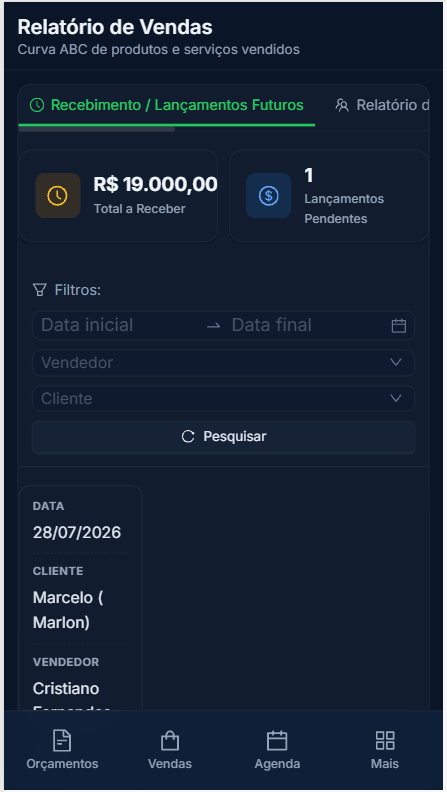 Relatório de Vendas
Curva ABC de produtos e serviços vendidos
Recebimento / Lançamentos Futuros
Relatório d
R$ 19.000,00
Total a Receber
1
Lançamentos
Pendentes
Filtros:
Data inicial
Data final
Vendedor
Cliente
Pesquisar
DATA
28/07/2026
CLIENTE
Marcelo (
Marlon)
VENDEDOR
Cristiano
Orçamentos
Vendas
Agenda
Mais